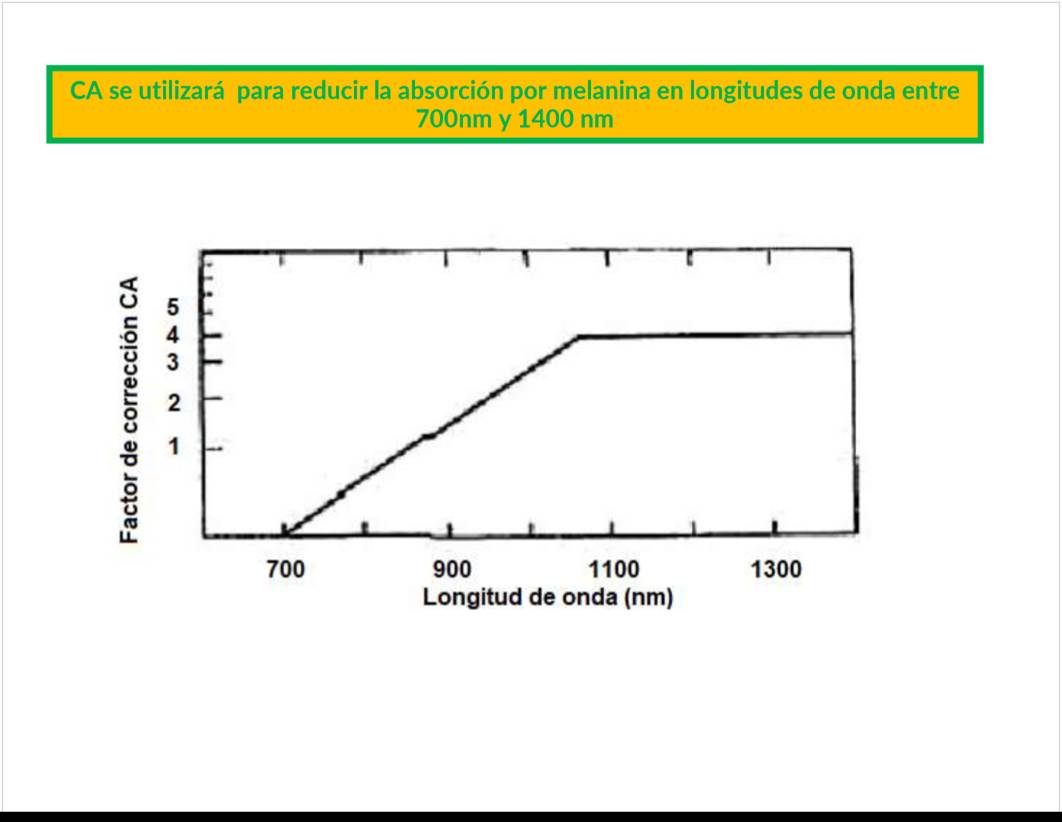 CA se utilizará para reducir la absorción por melanina en longitudes de onda entre
700nm y 1400 nm
Factor de corrección CA
5
4
3
2
1
700 900 1100 1300
Longitud de onda (nm)